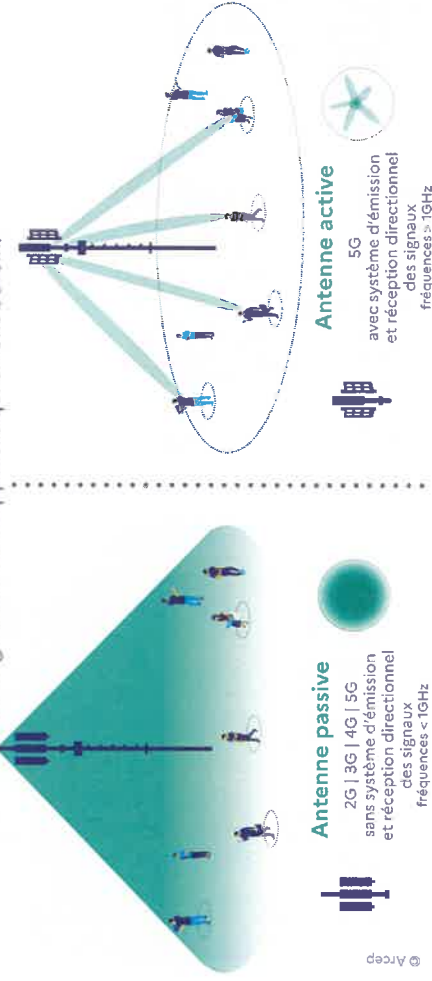 Antenne passive
2G | 3G | 4G | 5G
sans système d'émission
et réception directionnel
des signaux
fréquences < 1GHz
Antenne active
5G
avec système d'émission
et réception directionnel
des signaux
fréquences > 1GHz
© Arcep